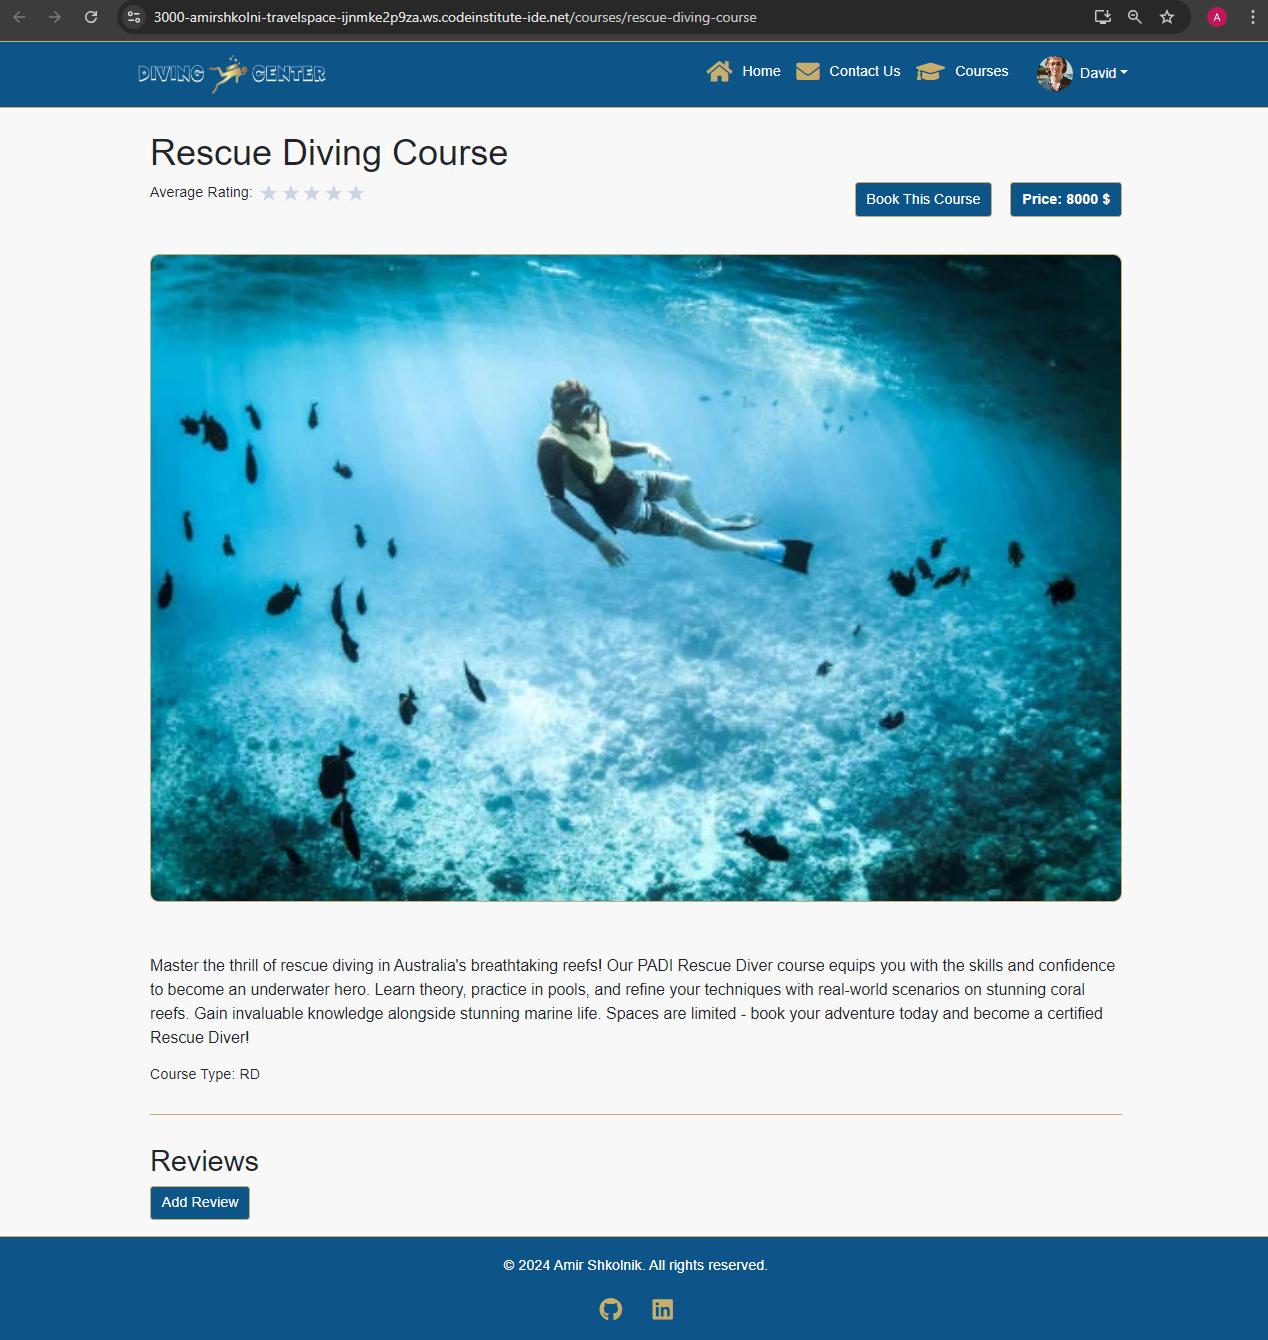 3000-amirshkolni-travelspace-ijnmke2p9za.ws.codeinstitute-ide.net/courses/rescue-diving-course
A
DIVING CENTER
Home
Contact Us
Courses
David
Rescue Diving Course
Average Rating:
Book This Course
Price: 8000 $
Master the thrill of rescue diving in Australia's breathtaking reefs! Our PADI Rescue Diver course equips you with the skills and confidence
to become an underwater hero. Learn theory, practice in pools, and refine your techniques with real-world scenarios on stunning coral
reefs. Gain invaluable knowledge alongside stunning marine life. Spaces are limited - book your adventure today and become a certified
Rescue Diver!
Course Type: RD
Reviews
Add Review
© 2024 Amir Shkolnik. All rights reserved.
in